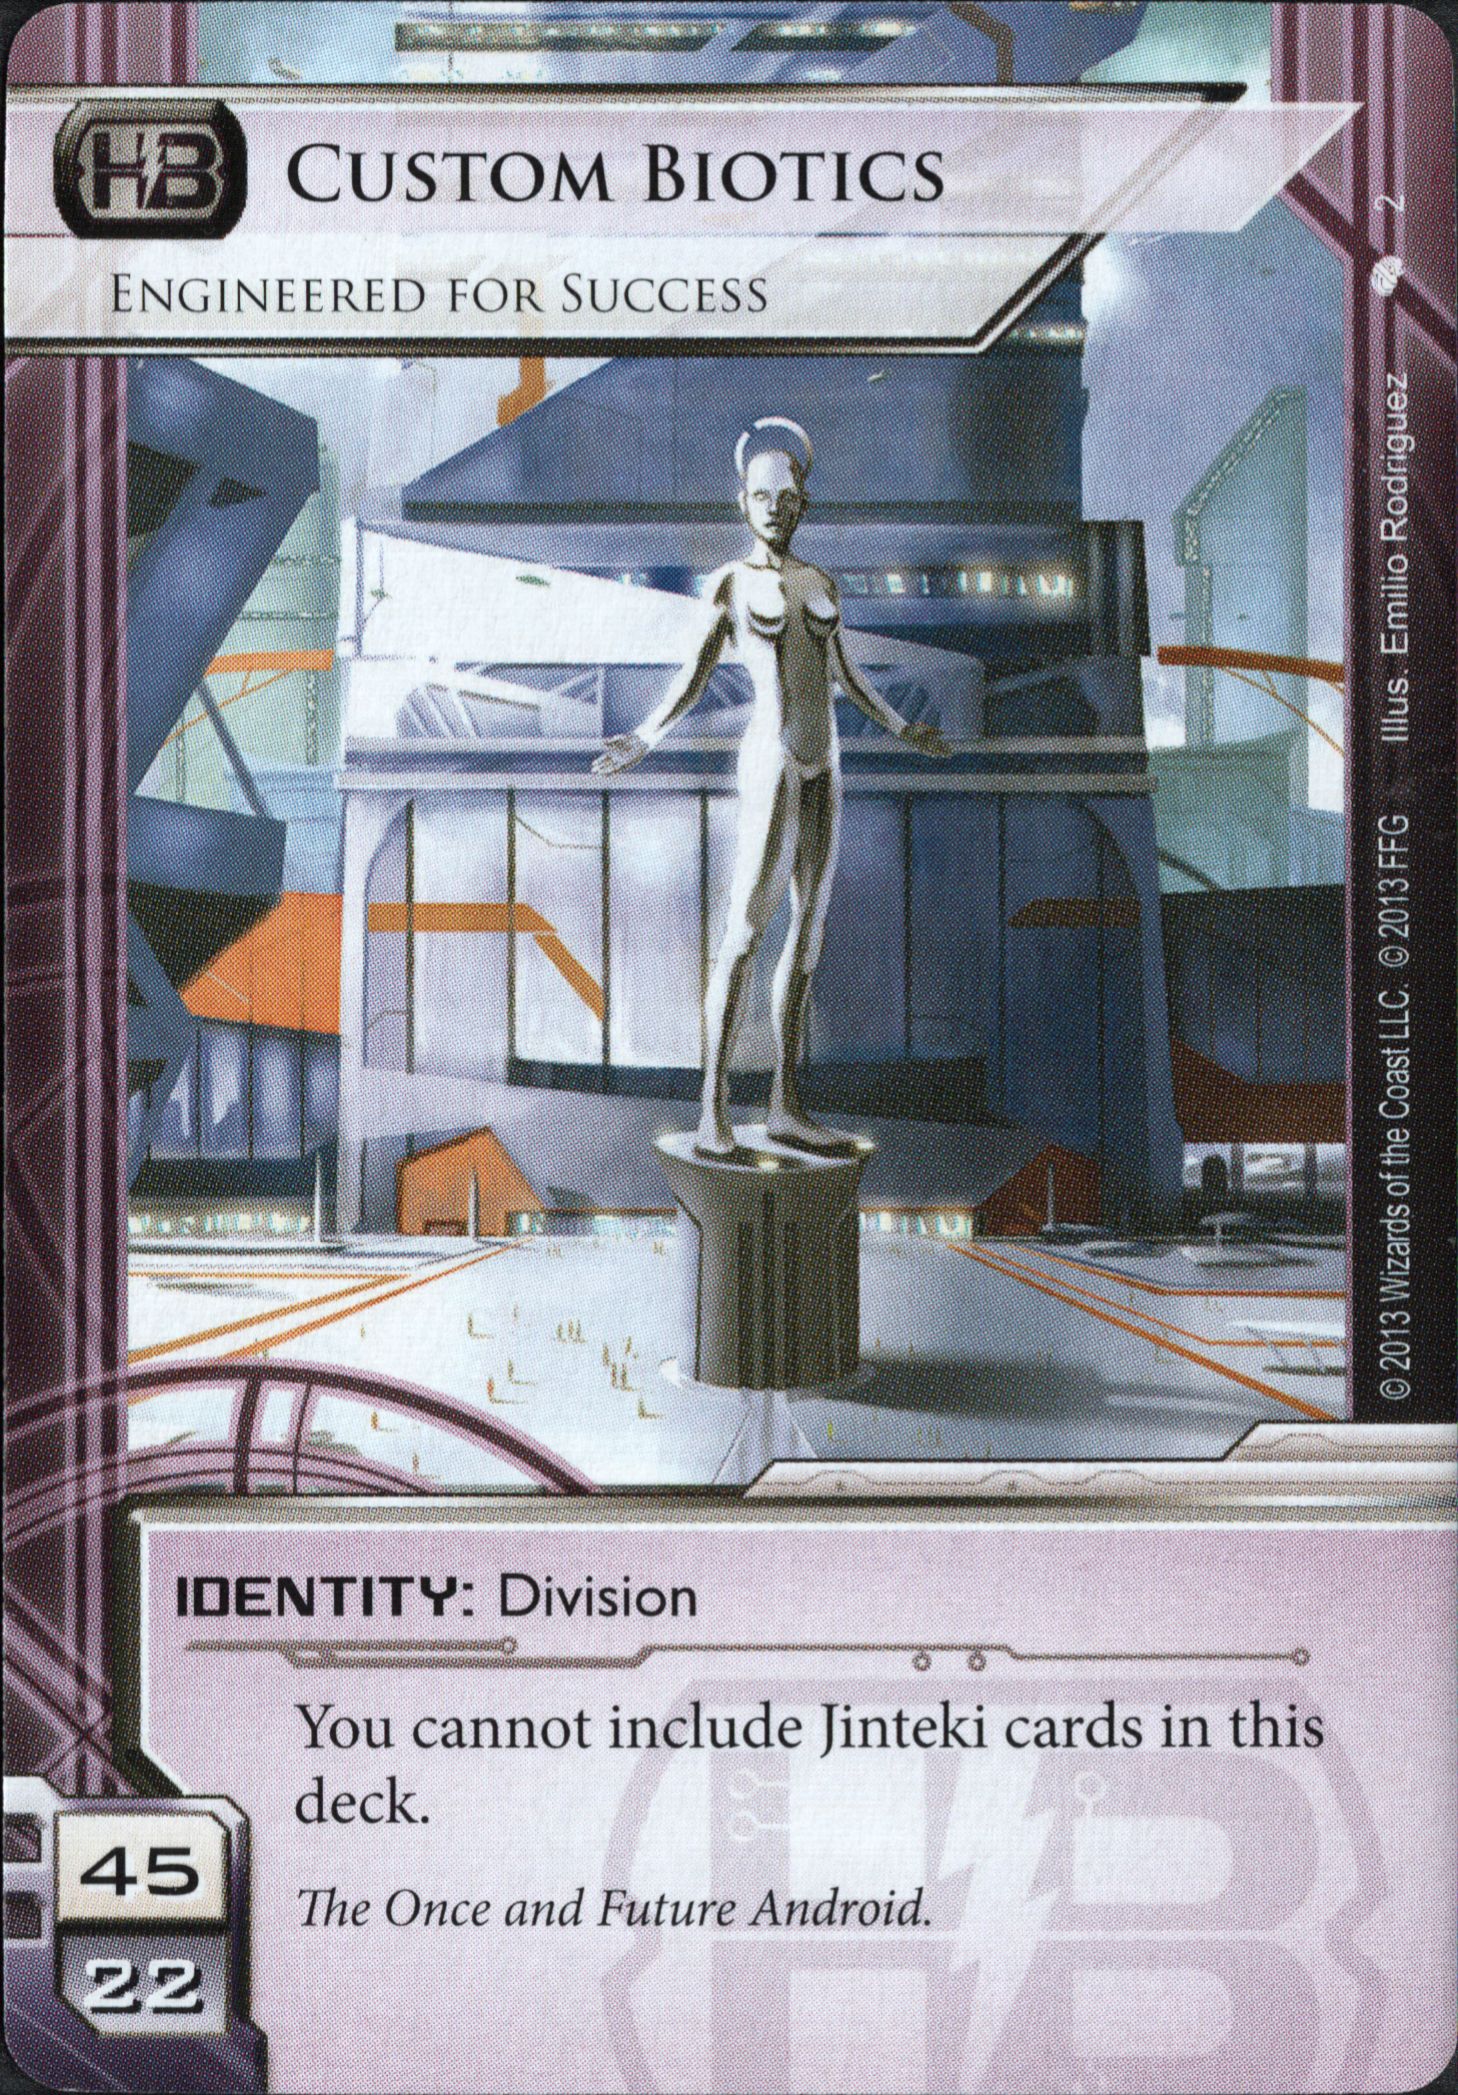 HB
CUSTOM BIOTICS
ENGINEERED FOR SUCCESS
2
Illus. Emilio Rodriguez
© 2013 Wizards of the Coast LLC. © 2013 FFG
IDENTITY: Division
You cannot include Jinteki cards in this
deck.
The Once and Future Android.
45
22